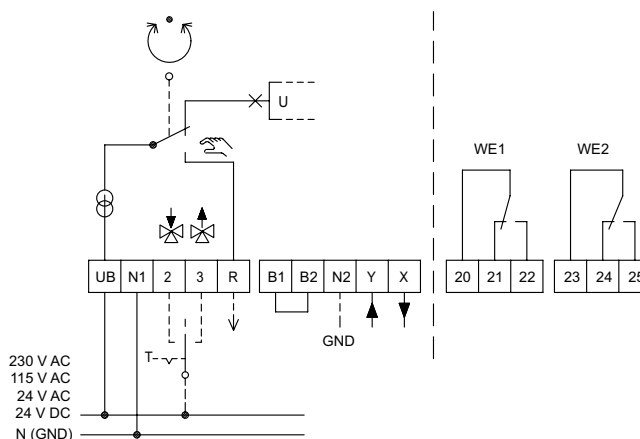 U
WE1 WE2
UB N1 2 3 R B1 B2 N2 Y X 20 21 22 23 24 25
GND
T
230 V AC
115 V AC
24 V AC
24 V DC
N (GND)